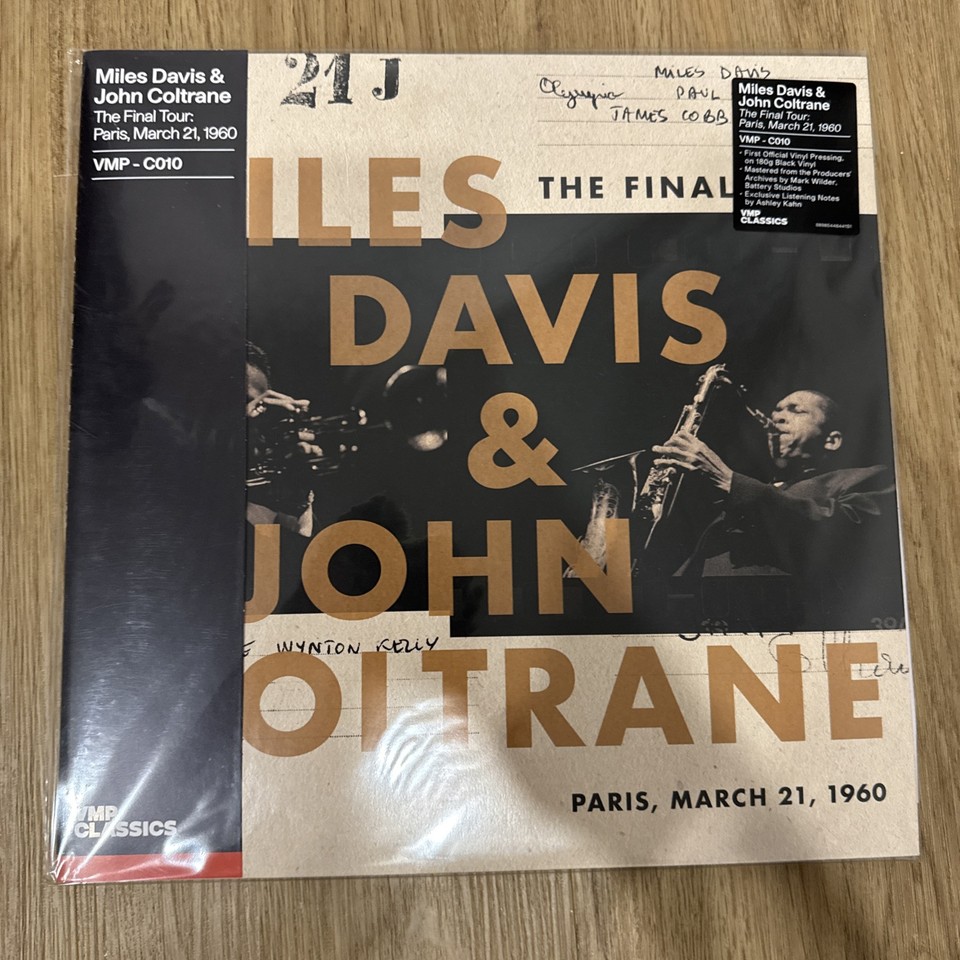 Miles Davis &
John Coltrane
The Final Tour:
Paris, March 21, 1960
VMP - C010
VMP
CLASSICS
21 J
MILES DAVIS
Olympia PAUL
JAMES COBB
Miles Davis &
John Coltrane
The Final Tour:
Paris, March 21, 1960
VMP - C010
• First Official Vinyl Pressing,
on 180g Black Vinyl
• Mastered from the Producers'
Archives by Mark Wilder,
Battery Studios
• Exclusive Listening Notes
by Ashley Kahn
VMP
CLASSICS
ILES
THE FINAL
DAVIS
&
JOHN
E WYNTON KELLY
OLTRANE
PARIS, MARCH 21, 1960